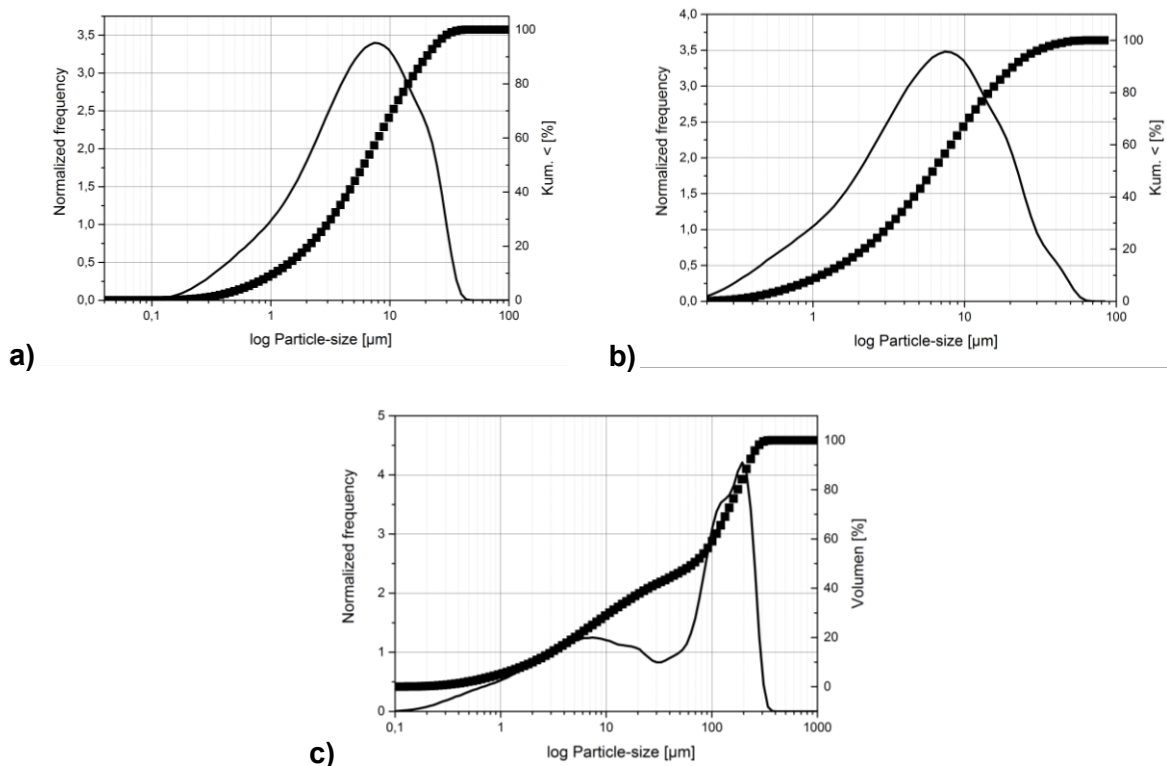 Normalized frequency
3,5
3,0
2,5
2,0
1,5
1,0
0,5
0,0
100
80
60
40
20
0
Kum. < [%]
0,1 1 10 100
log Particle-size [µm]
a)
Normalized frequency
4,0
3,5
3,0
2,5
2,0
1,5
1,0
0,5
0,0
100
80
60
40
20
0
Kum. < [%]
1 10 100
log Particle-size [µm]
b)
Normalized frequency
5
4
3
2
1
0
100
80
60
40
20
0
Volumen [%]
0,1 1 10 100 1000
log Particle-size [µm]
c)